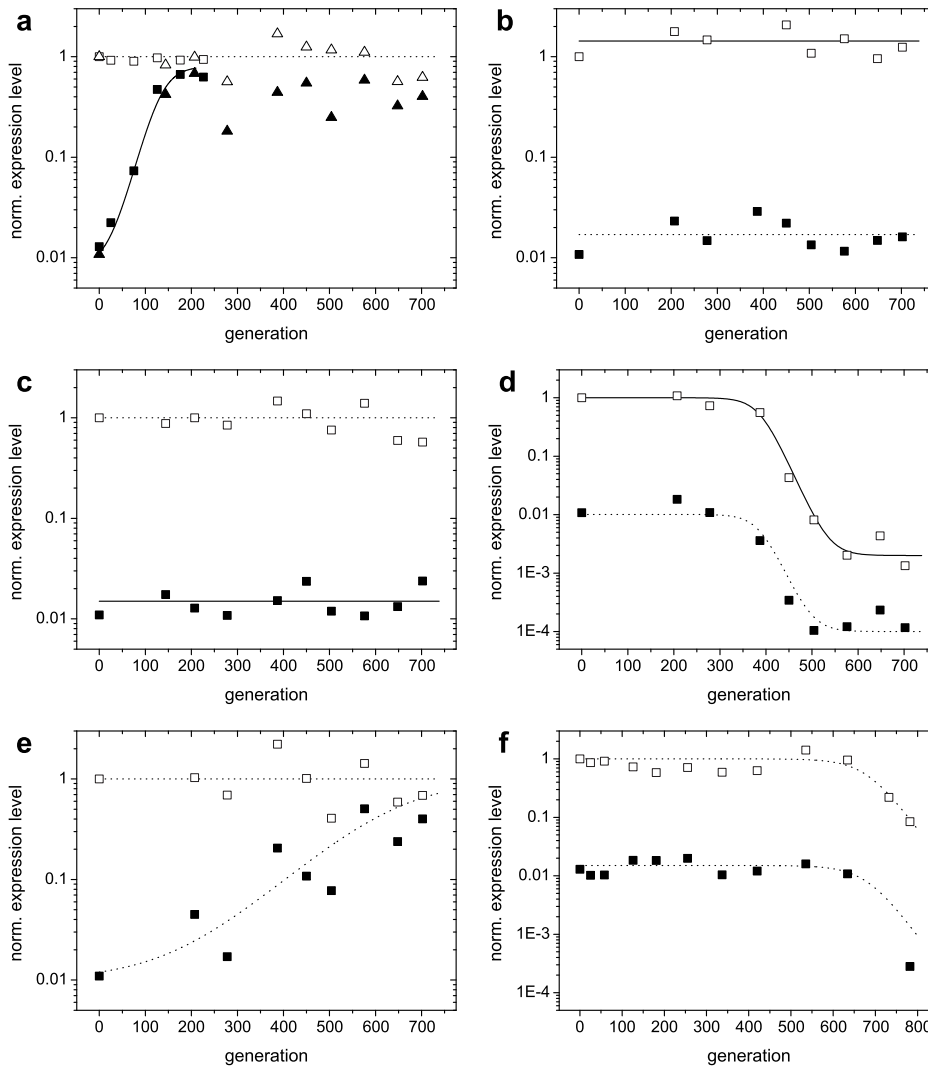 a
norm. expression level
1
0.1
0.01
0 100 200 300 400 500 600 700
generation
b
norm. expression level
1
0.1
0.01
0 100 200 300 400 500 600 700
generation
c
norm. expression level
1
0.1
0.01
0 100 200 300 400 500 600 700
generation
d
norm. expression level
1
0.1
0.01
1E-3
1E-4
0 100 200 300 400 500 600 700
generation
e
norm. expression level
1
0.1
0.01
0 100 200 300 400 500 600 700
generation
f
norm. expression level
1
0.1
0.01
1E-3
1E-4
0 100 200 300 400 500 600 700 800
generation